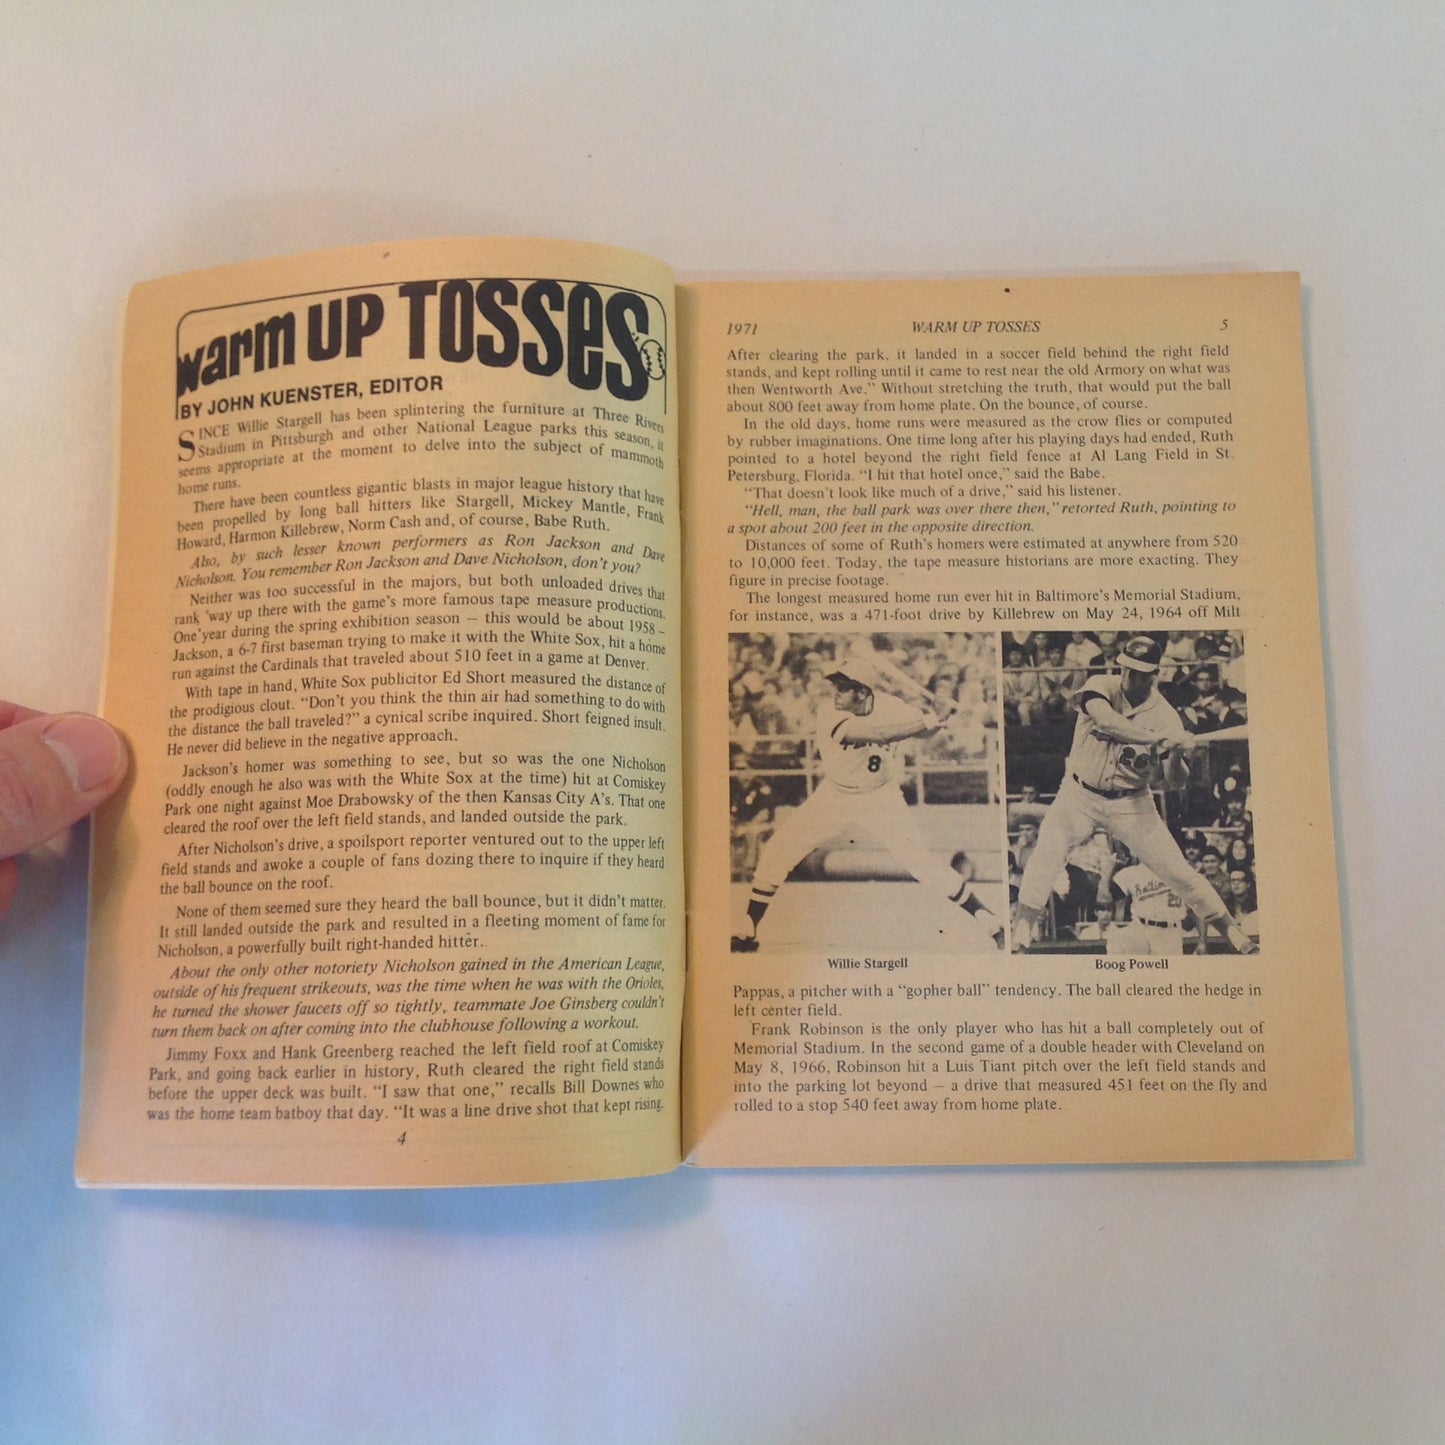 warm UP TOSSES
BY JOHN KUENSTER, EDITOR
SINCE Willie Stargell has been splintering the furniture at Three Rivers
Stadium in Pittsburgh and other National League parks this season, it
seems appropriate at the moment to delve into the subject of mammoth
home runs.
There have been countless gigantic blasts in major league history that have
been propelled by long ball hitters like Stargell, Mickey Mantle, Frank
Howard, Harmon Killebrew, Norm Cash and, of course, Babe Ruth.
Also, by such lesser known performers as Ron Jackson and Dave
Nicholson. You remember Ron Jackson and Dave Nicholson, don't you?
Neither was too successful in the majors, but both unloaded drives that
rank 'way up there with the game's more famous tape measure productions.
One year during the spring exhibition season — this would be about 1958 —
Jackson, a 6-7 first baseman trying to make it with the White Sox, hit a home
run against the Cardinals that traveled about 510 feet in a game at Denver.
With tape in hand, White Sox publicitor Ed Short measured the distance of
the prodigious clout. "Don't you think the thin air had something to do with
the distance the ball traveled?" a cynical scribe inquired. Short feigned insult.
He never did believe in the negative approach.
Jackson's homer was something to see, but so was the one Nicholson
(oddly enough he also was with the White Sox at the time) hit at Comiskey
Park one night against Moe Drabowsky of the then Kansas City A's. That one
cleared the roof over the left field stands, and landed outside the park.
After Nicholson's drive, a spoilsport reporter ventured out to the upper left
field stands and awoke a couple of fans dozing there to inquire if they heard
the ball bounce on the roof.
None of them seemed sure they heard the ball bounce, but it didn't matter.
It still landed outside the park and resulted in a fleeting moment of fame for
Nicholson, a powerfully built right-handed hitter.
About the only other notoriety Nicholson gained in the American League,
outside of his frequent strikeouts, was the time when he was with the Orioles,
he turned the shower faucets off so tightly, teammate Joe Ginsberg couldn't
turn them back on after coming into the clubhouse following a workout.
Jimmy Foxx and Hank Greenberg reached the left field roof at Comiskey
Park, and going back earlier in history, Ruth cleared the right field stands
before the upper deck was built. "I saw that one," recalls Bill Downes who
was the home team batboy that day. "It was a line drive shot that kept rising.
4
1971 WARM UP TOSSES 5
After clearing the park, it landed in a soccer field behind the right field
stands, and kept rolling until it came to rest near the old Armory on what was
then Wentworth Ave." Without stretching the truth, that would put the ball
about 800 feet away from home plate. On the bounce, of course.
In the old days, home runs were measured as the crow flies or computed
by rubber imaginations. One time long after his playing days had ended, Ruth
pointed to a hotel beyond the right field fence at Al Lang Field in St.
Petersburg, Florida. "I hit that hotel once," said the Babe.
"That doesn't look like much of a drive," said his listener.
"Hell, man, the ball park was over there then," retorted Ruth, pointing to
a spot about 200 feet in the opposite direction.
Distances of some of Ruth's homers were estimated at anywhere from 520
to 10,000 feet. Today, the tape measure historians are more exacting. They
figure in precise footage.
The longest measured home run ever hit in Baltimore's Memorial Stadium,
for instance, was a 471-foot drive by Killebrew on May 24, 1964 off Milt
8
20
Willie Stargell
Boog Powell
Pappas, a pitcher with a "gopher ball" tendency. The ball cleared the hedge in
left center field.
Frank Robinson is the only player who has hit a ball completely out of
Memorial Stadium. In the second game of a double header with Cleveland on
May 8, 1966, Robinson hit a Luis Tiant pitch over the left field stands and
into the parking lot beyond — a drive that measured 451 feet on the fly and
rolled to a stop 540 feet away from home plate.